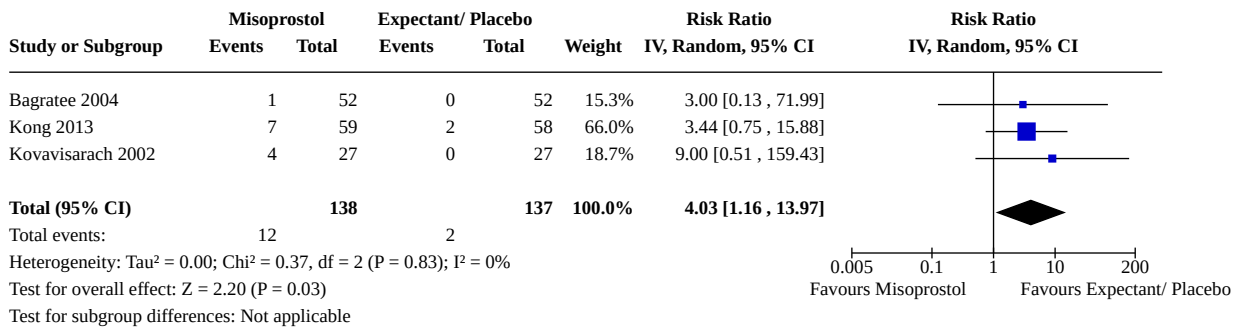 Misoprostol Expectant/ Placebo Risk Ratio Risk Ratio
Study or Subgroup Events Total Events Total Weight IV, Random, 95% CI IV, Random, 95% CI
Bagratee 2004 1 52 0 52 15.3% 3.00 [0.13 , 71.99]
Kong 2013 7 59 2 58 66.0% 3.44 [0.75 , 15.88]
Kovavisarach 2002 4 27 0 27 18.7% 9.00 [0.51 , 159.43]
Total (95% CI) 138 137 100.0% 4.03 [1.16 , 13.97]
Total events: 12 2
Heterogeneity: Tau² = 0.00; Chi² = 0.37, df = 2 (P = 0.83); I² = 0%
0.005 0.1 1 10 200
Test for overall effect: Z = 2.20 (P = 0.03) Favours Misoprostol Favours Expectant/ Placebo
Test for subgroup differences: Not applicable